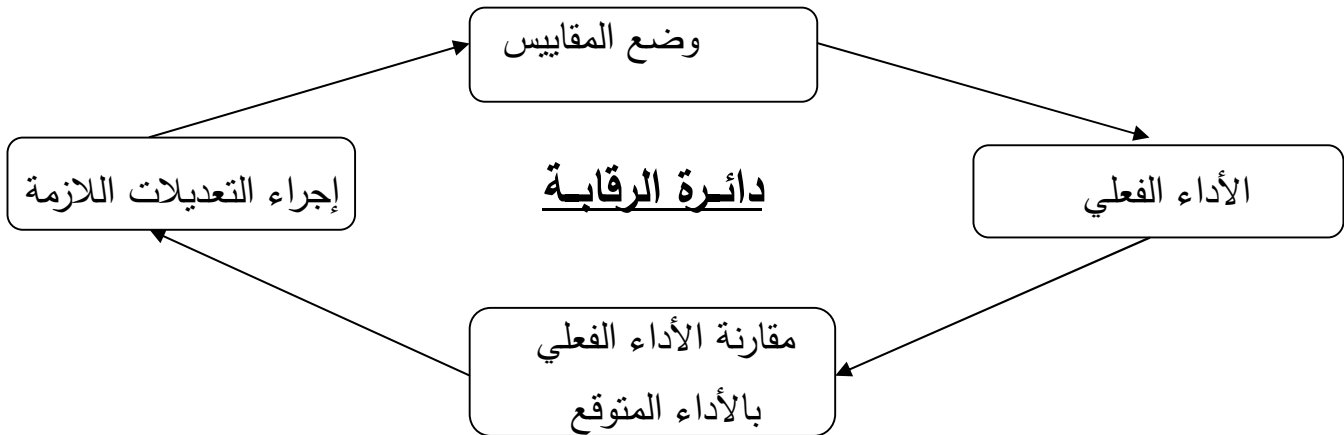 وضع المقاييس
الأداء الفعلي
دائـرة الرقابـة
إجراء التعديلات اللازمة
مقارنة الأداء الفعلي
بالأداء المتوقع